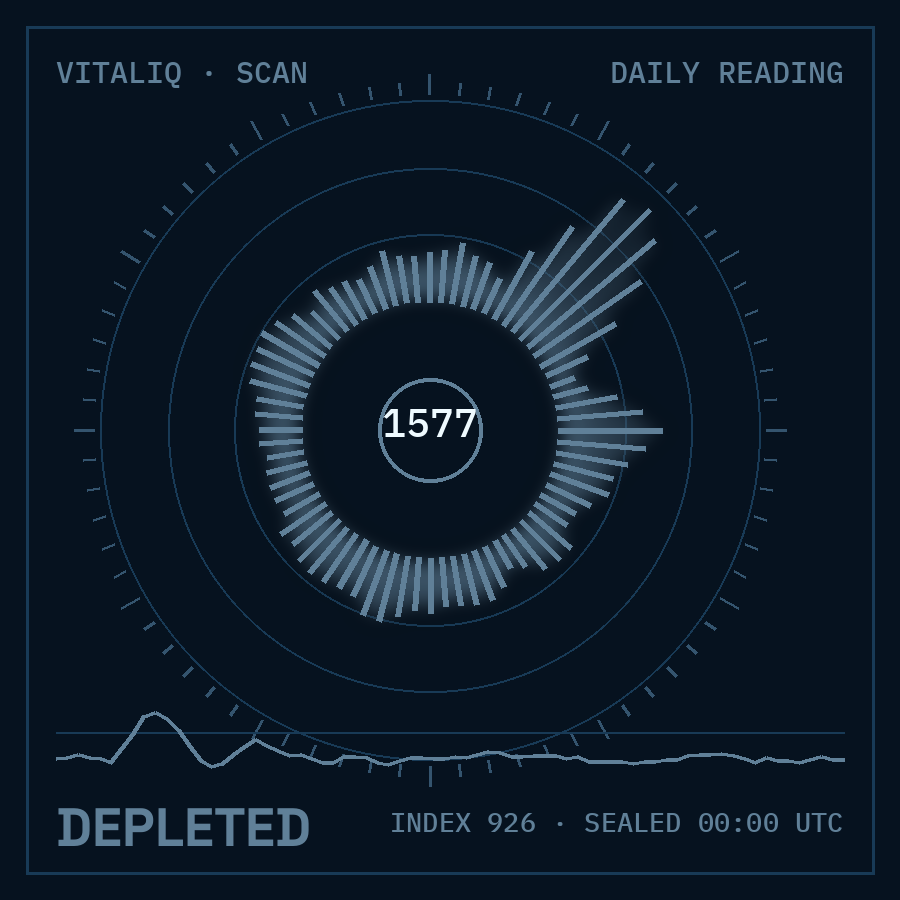 VITALIQ · SCAN
DAILY READING
1577
DEPLETED
INDEX 926 · SEALED 00:00 UTC